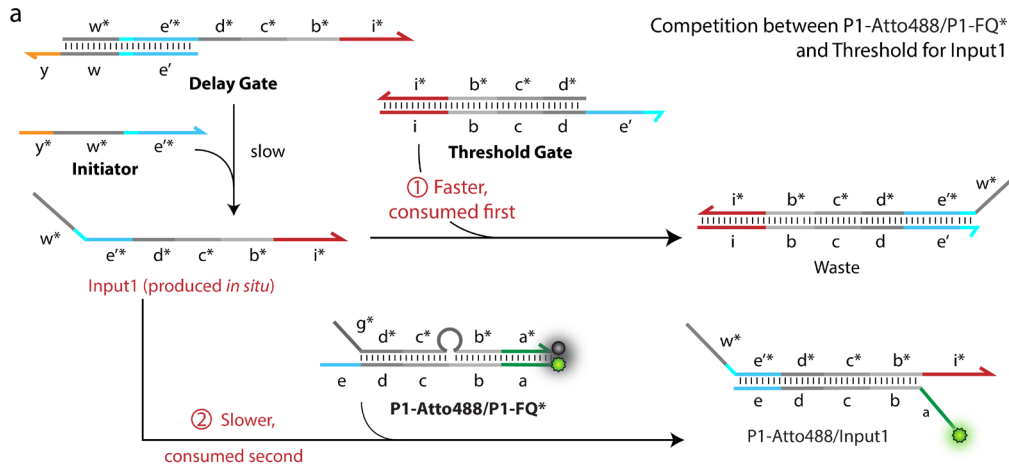 a
Competition between P1-Atto488/P1-FQ*
and Threshold for Input1
w* e'* d* c* b* i*
y w e'
Delay Gate
i* b* c* d*
i b c d e'
Threshold Gate
y* w* e'*
Initiator
slow
① Faster,
consumed first
w*
i* b* c* d* e'*
i b c d e'
Waste
w*
e'* d* c* b* i*
Input1 (produced in situ)
g*
d* c* b* a*
e d c b a
P1-Atto488/P1-FQ*
② Slower,
consumed second
w*
e'* d* c* b* i*
e d c b
a
P1-Atto488/Input1